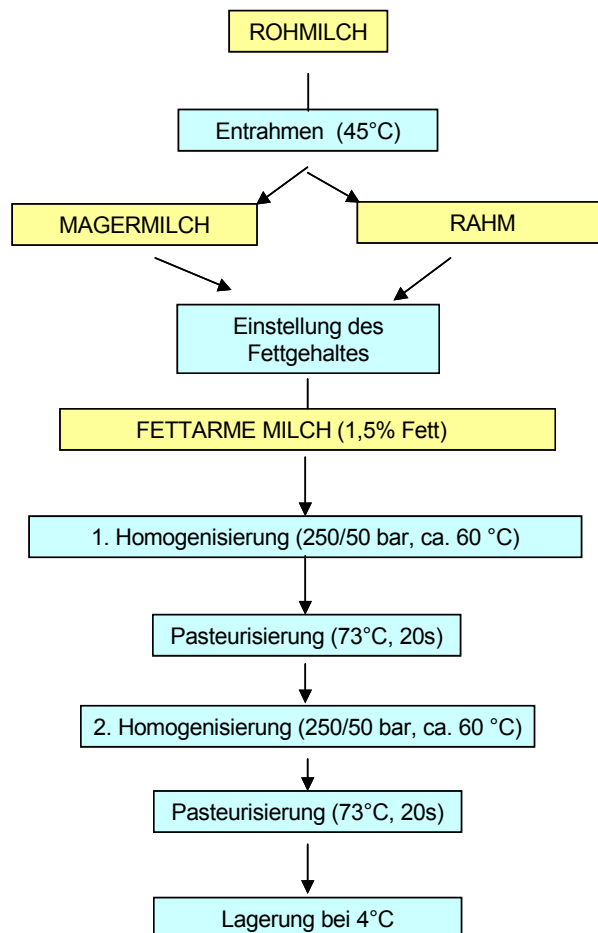 ROHMILCH
Entrahmen (45°C)
MAGERMILCH
RAHM
Einstellung des
Fettgehaltes
FETTARME MILCH (1,5% Fett)
1. Homogenisierung (250/50 bar, ca. 60 °C)
Pasteurisierung (73°C, 20s)
2. Homogenisierung (250/50 bar, ca. 60 °C)
Pasteurisierung (73°C, 20s)
Lagerung bei 4°C